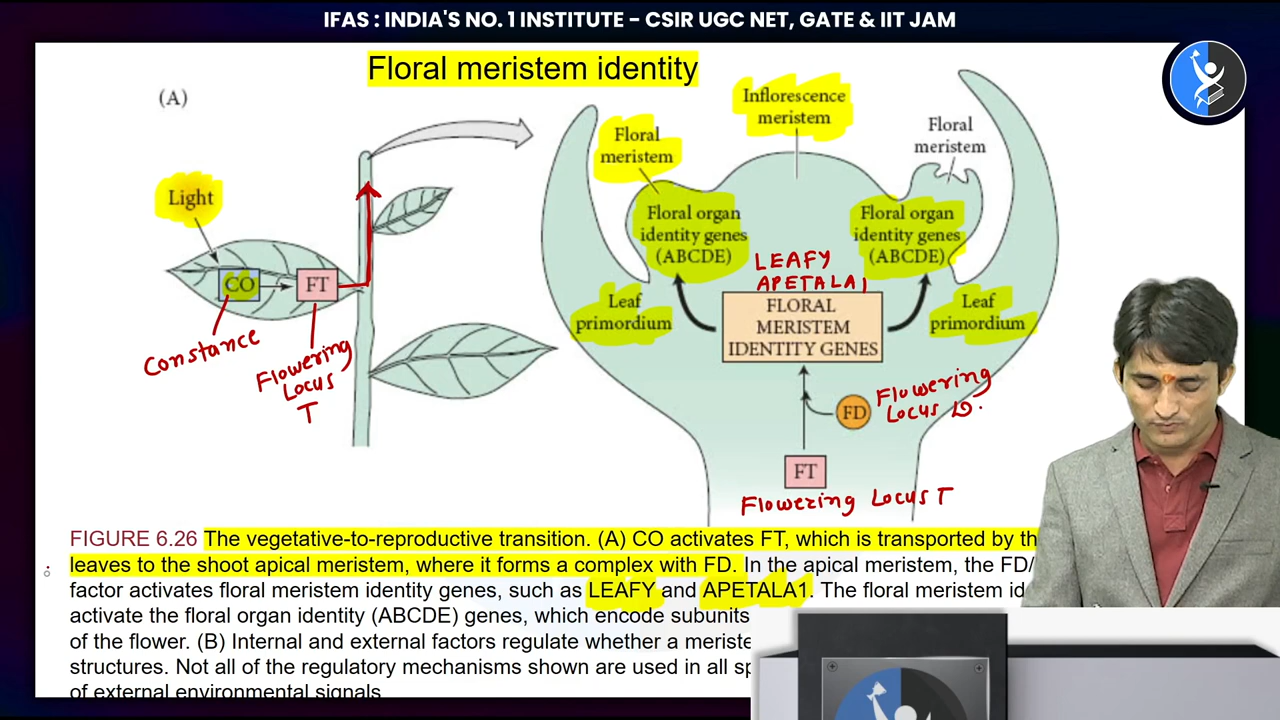 IFAS : INDIA'S NO. 1 INSTITUTE - CSIR UGC NET, GATE & IIT JAM
Floral meristem identity
(A)
Light
CO
FT
Constance
Flowering
Locus
T
Floral
meristem
Inflorescence
meristem
Floral
meristem
Floral organ
identity genes
(ABCDE)
Floral organ
identity genes
(ABCDE)
LEAFY
APETALA1
Leaf
primordium
FLORAL
MERISTEM
IDENTITY GENES
Leaf
primordium
FD
Flowering
Locus D.
FT
Flowering Locus T
FIGURE 6.26 The vegetative-to-reproductive transition. (A) CO activates FT, which is transported by th
leaves to the shoot apical meristem, where it forms a complex with FD. In the apical meristem, the FD/
factor activates floral meristem identity genes, such as LEAFY and APETALA1. The floral meristem id
activate the floral organ identity (ABCDE) genes, which encode subunits
of the flower. (B) Internal and external factors regulate whether a meriste
structures. Not all of the regulatory mechanisms shown are used in all sp
of external environmental signals